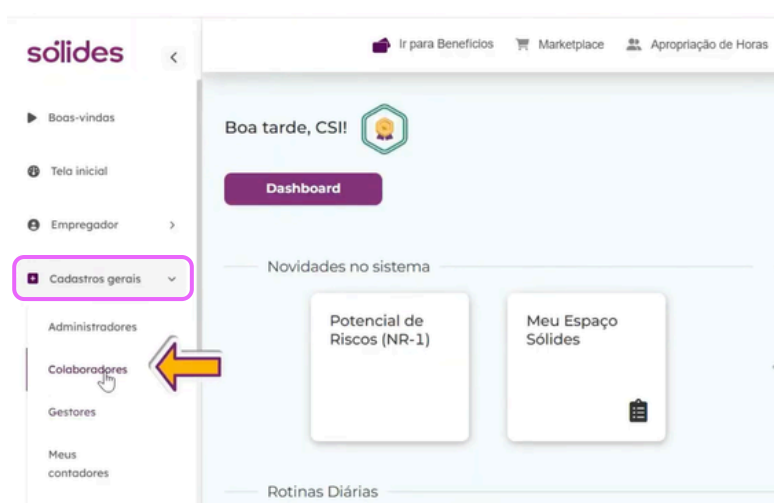 sólides
Ir para Benefícios
Marketplace
Apropriação de Horas
Boas-vindas
Tela inicial
Empregador
Cadastros gerais
Administradores
Colaboradores
Gestores
Meus
contadores
Boa tarde, CSI!
Dashboard
Novidades no sistema
Potencial de
Riscos (NR-1)
Meu Espaço
Sólides
Rotinas Diárias